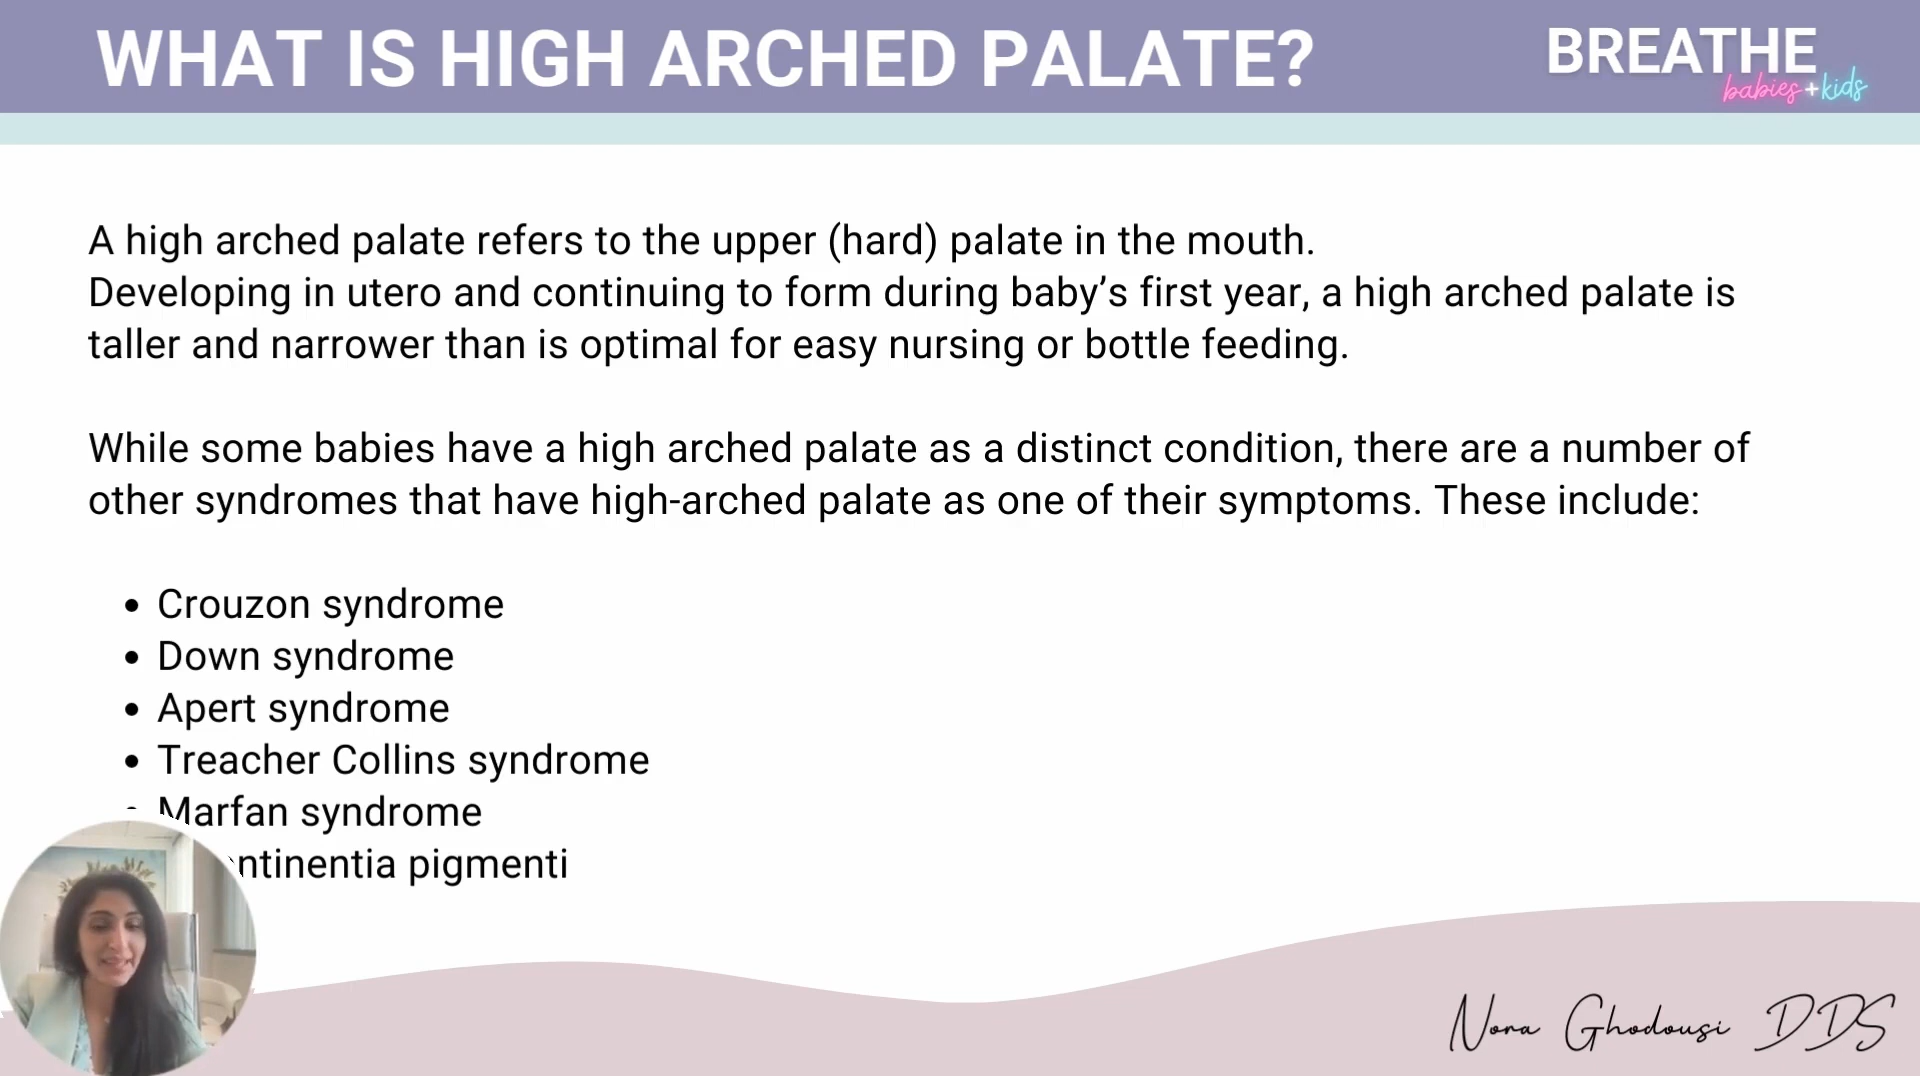 WHAT IS HIGH ARCHED PALATE?
BREATHE
babies+kids
A high arched palate refers to the upper (hard) palate in the mouth.
Developing in utero and continuing to form during baby’s first year, a high arched palate is
taller and narrower than is optimal for easy nursing or bottle feeding.
While some babies have a high arched palate as a distinct condition, there are a number of
other syndromes that have high-arched palate as one of their symptoms. These include:
• Crouzon syndrome
• Down syndrome
• Apert syndrome
• Treacher Collins syndrome
• Marfan syndrome
pigmenti
Nora Ghodousi DDS